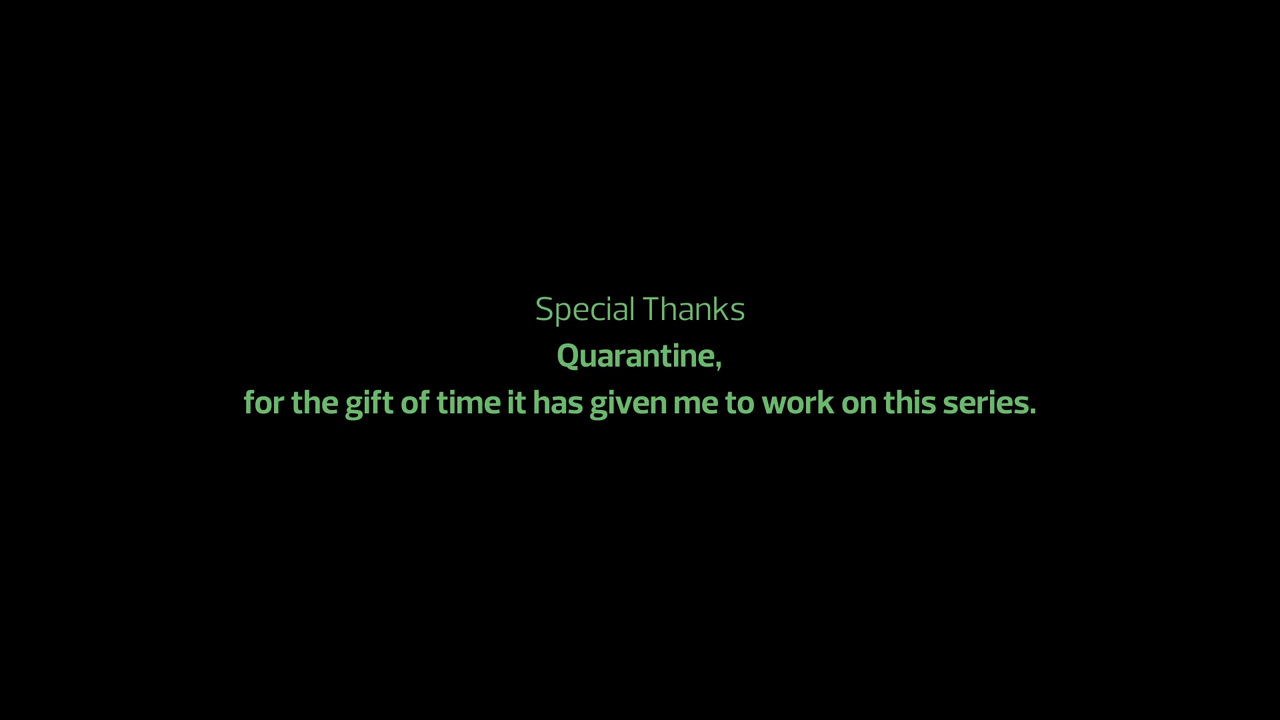 Special Thanks
Quarantine,
for the gift of time it has given me to work on this series.